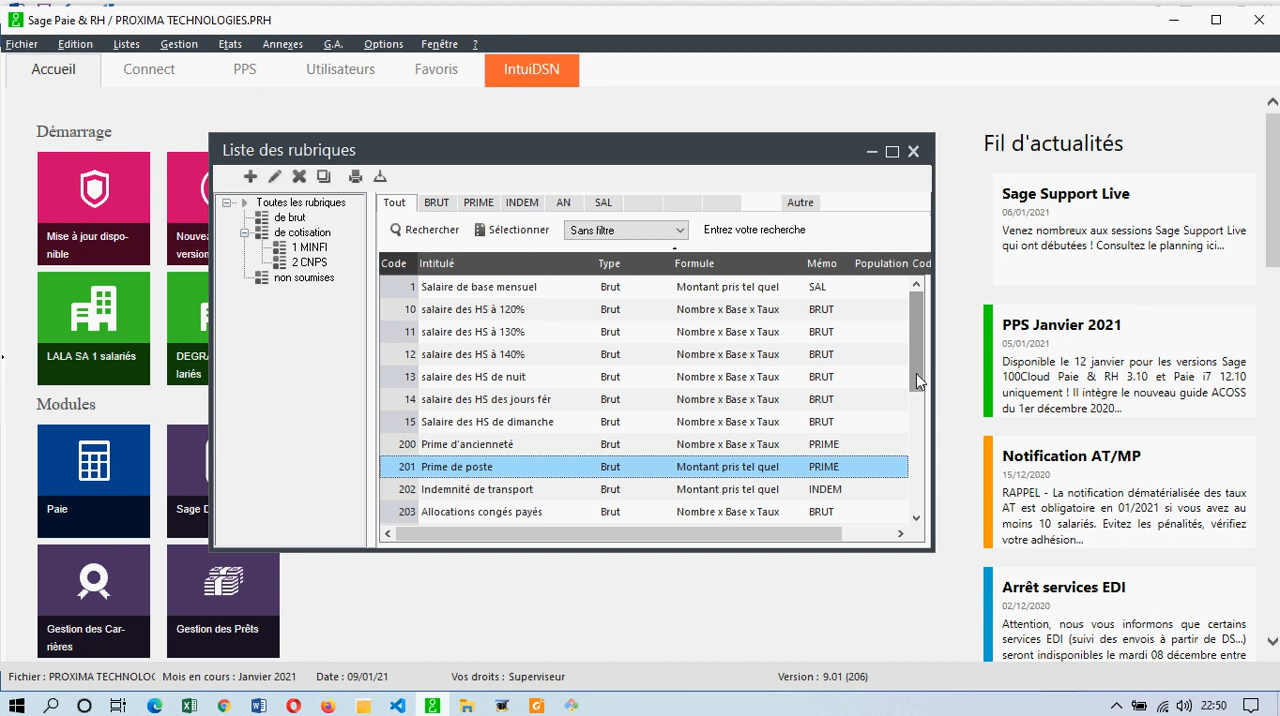 Sage Paie & RH / PROXIMA TECHNOLOGIES.PRH
Fichier Edition Listes Gestion Etats Annexes G.A. Options Fenêtre ?
Accueil Connect PPS Utilisateurs Favoris IntuiDSN
Démarrage
Mise à jour dispo-
nible
Nouve
version
LALA SA 1 salariés
DEGRA
lariés
Modules
Paie
Sage D
Gestion des Car-
rières
Gestion des Prêts
Liste des rubriques
Toutes les rubriques
de brut
de cotisation
1 MINFI
2 CNPS
non soumises
Tout BRUT PRIME INDEM AN SAL Autre
Rechercher Sélectionner Sans filtre Entrez votre recherche
Code Intitulé Type Formule Mémo Population Cod
1 Salaire de base mensuel Brut Montant pris tel quel SAL
10 salaire des HS à 120% Brut Nombre x Base x Taux BRUT
11 salaire des HS à 130% Brut Nombre x Base x Taux BRUT
12 salaire des HS à 140% Brut Nombre x Base x Taux BRUT
13 salaire des HS de nuit Brut Nombre x Base x Taux BRUT
14 salaire des HS des jours fér Brut Nombre x Base x Taux BRUT
15 Salaire des HS de dimanche Brut Nombre x Base x Taux BRUT
200 Prime d'ancienneté Brut Nombre x Base x Taux PRIME
201 Prime de poste Brut Montant pris tel quel PRIME
202 Indemnité de transport Brut Montant pris tel quel INDEM
203 Allocations congés payés Brut Nombre x Base x Taux BRUT
Fil d'actualités
Sage Support Live
06/01/2021
Venez nombreux aux sessions Sage Support Live
qui ont débutées ! Consultez le planning ici...
PPS Janvier 2021
05/01/2021
Disponible le 12 janvier pour les versions Sage
100Cloud Paie & RH 3.10 et Paie i7 12.10
uniquement ! Il intègre le nouveau guide ACOSS
du 1er décembre 2020...
Notification AT/MP
15/12/2020
RAPPEL - La notification dématérialisée des taux
AT est obligatoire en 01/2021 si vous avez au
moins 10 salariés. Evitez les pénalités, vérifiez
votre adhésion...
Arrêt services EDI
02/12/2020
Attention, nous vous informons que certains
services EDI (suivi des envois à partir de DS...)
seront indisponibles le mardi 08 décembre entre
Fichier : PROXIMA TECHNOLOG Mois en cours : Janvier 2021 Date : 09/01/21 Vos droits : Superviseur Version : 9.01 (206)
22:50